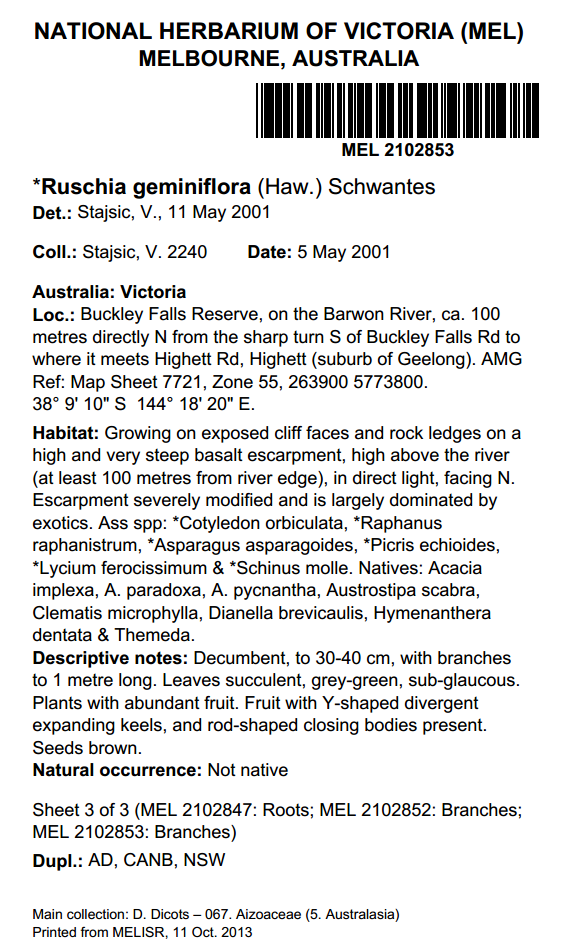 NATIONAL HERBARIUM OF VICTORIA (MEL)
MELBOURNE, AUSTRALIA
MEL 2102853
*Ruschia geminiflora (Haw.) Schwantes
Det.: Stajsic, V., 11 May 2001
Coll.: Stajsic, V. 2240 Date: 5 May 2001
Australia: Victoria
Loc.: Buckley Falls Reserve, on the Barwon River, ca. 100
metres directly N from the sharp turn S of Buckley Falls Rd to
where it meets Highett Rd, Highett (suburb of Geelong). AMG
Ref: Map Sheet 7721, Zone 55, 263900 5773800.
38° 9' 10" S 144° 18' 20" E.
Habitat: Growing on exposed cliff faces and rock ledges on a
high and very steep basalt escarpment, high above the river
(at least 100 metres from river edge), in direct light, facing N.
Escarpment severely modified and is largely dominated by
exotics. Ass spp: *Cotyledon orbiculata, *Raphanus
raphanistrum, *Asparagus asparagoides, *Picris echioides,
*Lycium ferocissimum & *Schinus molle. Natives: Acacia
implexa, A. paradoxa, A. pycnantha, Austrostipa scabra,
Clematis microphylla, Dianella brevicaulis, Hymenanthera
dentata & Themeda.
Descriptive notes: Decumbent, to 30-40 cm, with branches
to 1 metre long. Leaves succulent, grey-green, sub-glaucous.
Plants with abundant fruit. Fruit with Y-shaped divergent
expanding keels, and rod-shaped closing bodies present.
Seeds brown.
Natural occurrence: Not native
Sheet 3 of 3 (MEL 2102847: Roots; MEL 2102852: Branches;
MEL 2102853: Branches)
Dupl.: AD, CANB, NSW
Main collection: D. Dicots – 067. Aizoaceae (5. Australasia)
Printed from MELISR, 11 Oct. 2013